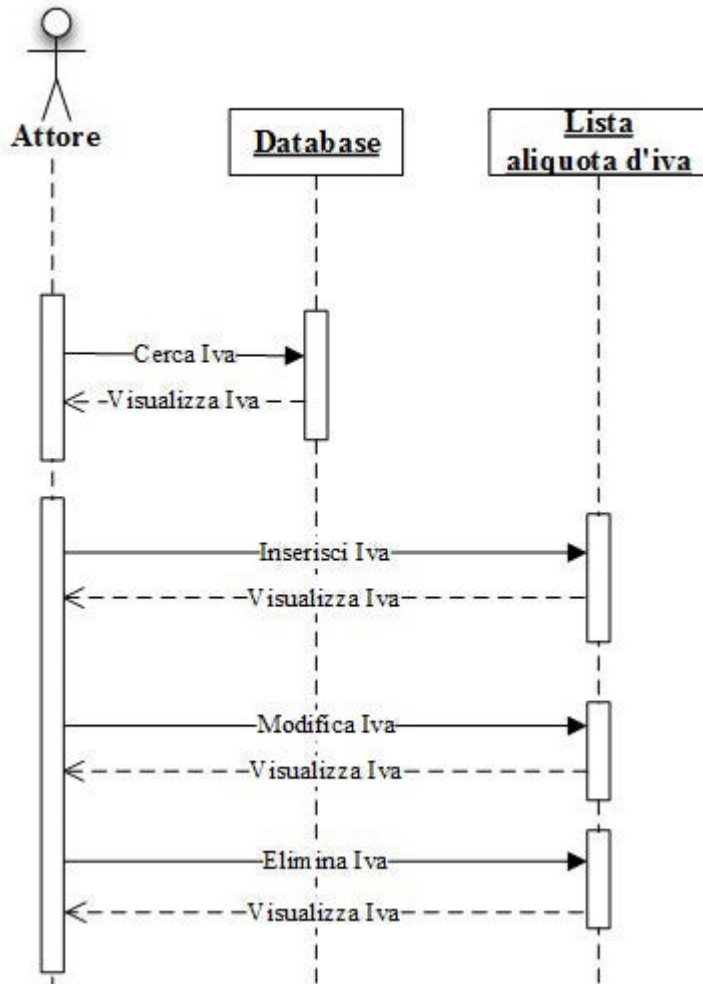 Attore
Database
Lista
aliquota d'iva
Cerca Iva
Visualizza Iva
Inserisci Iva
Visualizza Iva
Modifica Iva
Visualizza Iva
Elimina Iva
Visualizza Iva